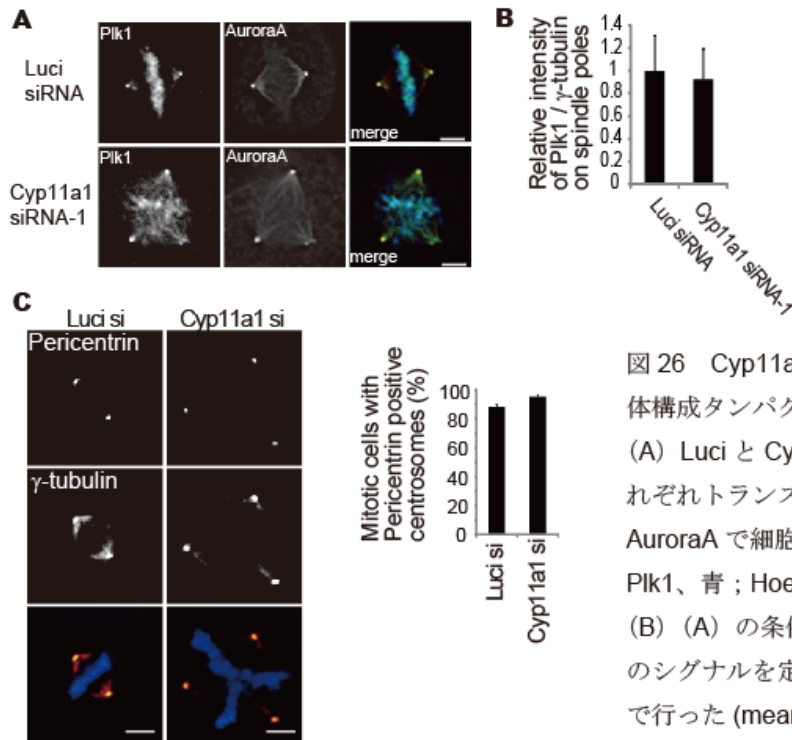 A
Plk1
AuroraA
Luci
siRNA
merge
Plk1
AuroraA
Cyp11a1
siRNA-1
merge
B
Relative intensity
of Plk1 / γ-tubulin
on spindle poles
1.4
1.2
1
0.8
0.6
0.4
0.2
0
Luci siRNA
Cyp11a1 siRNA-1
C
Luci si
Cyp11a1 si
Pericentrin
γ-tubulin
Mitotic cells with
Pericentrin positive
centrosomes (%)
100
80
60
40
20
0
Luci si
Cyp11a1 si
図 26 Cyp11a
体構成タンパク
(A) Luci と Cy
れぞれトランス
AuroraA で細胞
Plk1、青 ; Hoe
(B) (A) の条件
のシグナルを定
で行った (mear